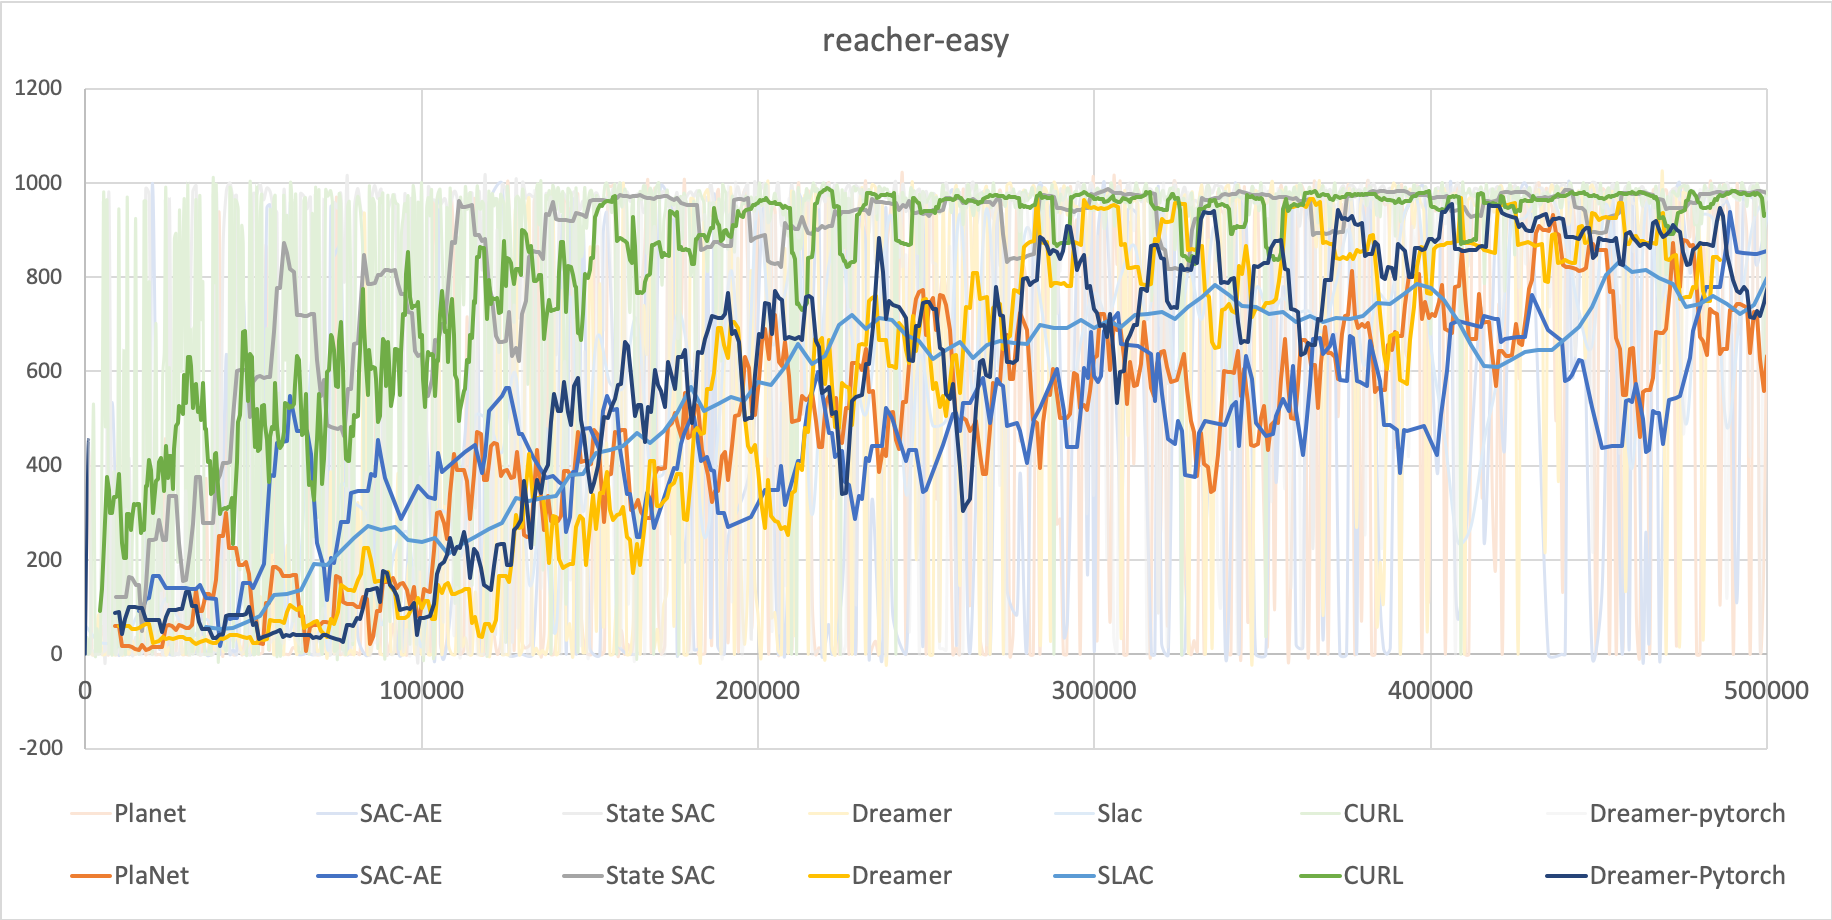 reacher-easy
1200
1000
800
600
400
200
0
-200
0 100000 200000 300000 400000 500000
Planet SAC-AE State SAC Dreamer Slac CURL Dreamer-pytorch
PlaNet SAC-AE State SAC Dreamer SLAC CURL Dreamer-Pytorch